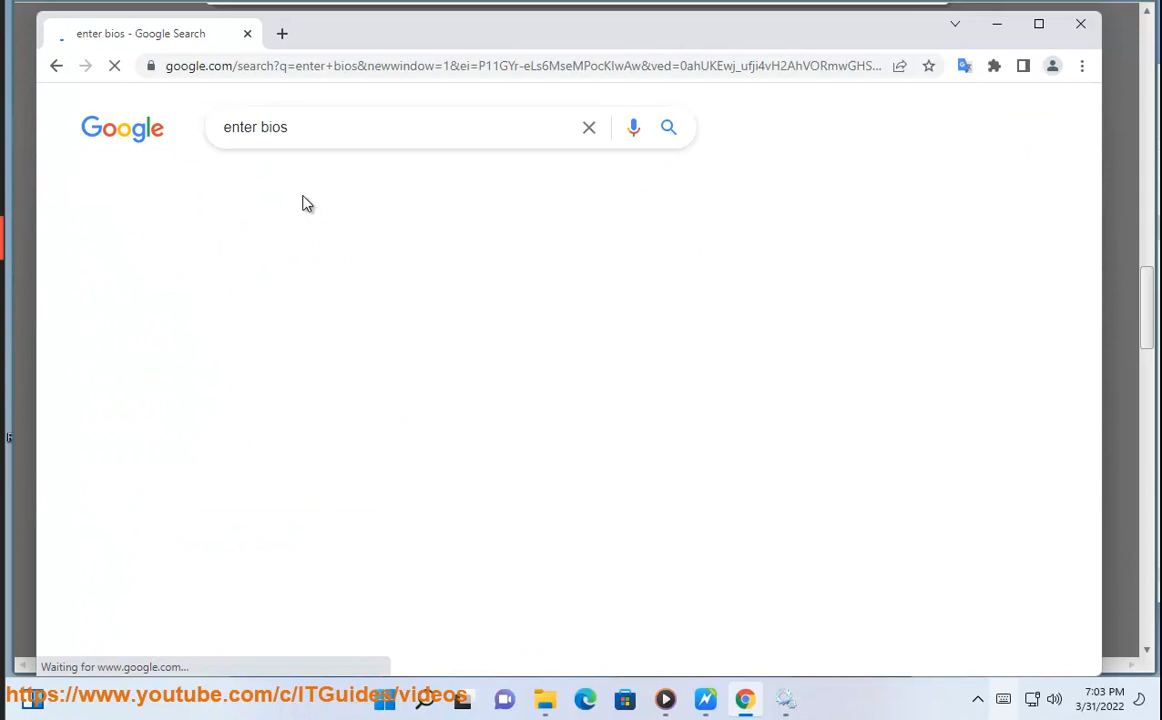 enter bios - Google Search
google.com/search?q=enter+bios&newwindow=1&ei=P11GYr-eLs6MseMPocKIwAw&ved=0ahUKEwj_ufji4vH2AhVORmwGHS...
Google
enter bios
Waiting for www.google.com...
https://www.youtube.com/c/ITGuides/videos
7:03 PM
3/31/2022